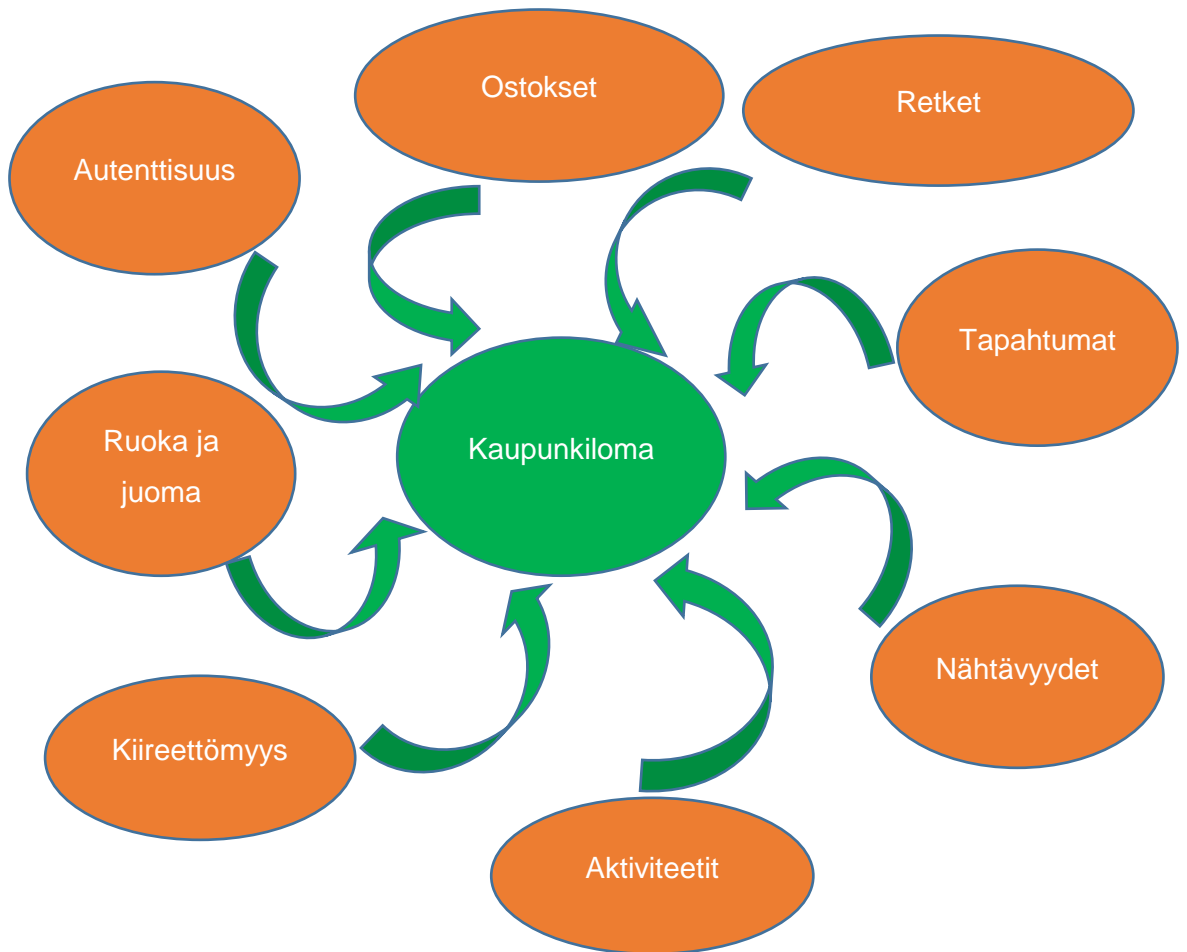 Ostokset
Retket
Autenttisuus
Tapahtumat
Ruoka ja
juoma
Kaupunkiloma
Nähtävyydet
Kiireettömyys
Aktiviteetit